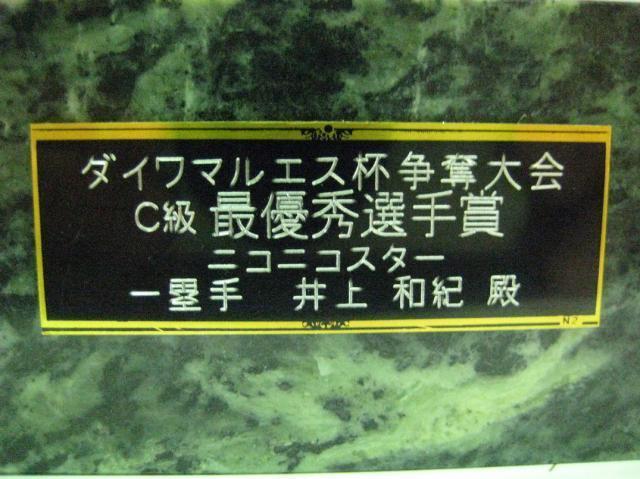 ダイワマルエス杯争奪大会
C級 最優秀選手賞
ニコニコスター
一塁手 井上 和紀 殿
N2